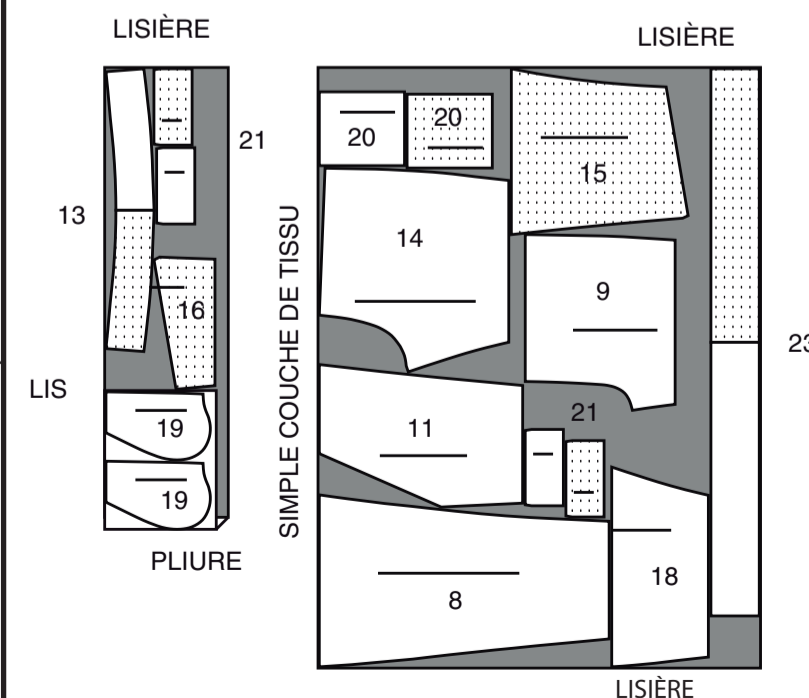 LISIÈRE
21
13
16
LIS
19
19
PLIURE
LISIÈRE
SIMPLE COUCHE DE TISSU
20
20
15
14
9
23
11
21
8
18
LISIÈRE